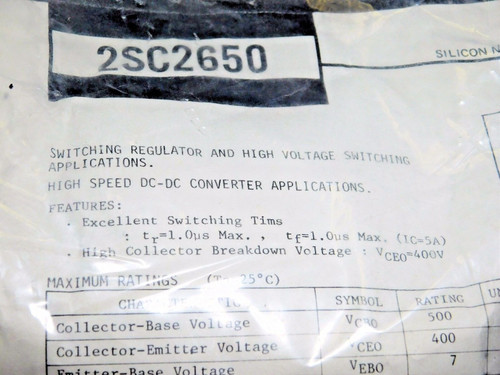 2SC2650
SILICON N
SWITCHING REGULATOR AND HIGH VOLTAGE SWITCHING
APPLICATIONS.
HIGH SPEED DC-DC CONVERTER APPLICATIONS.
FEATURES:
. Excellent Switching Tims
: tr=1.0us Max. , tf=1.0us Max. (IC=5A)
. High Collector Breakdown Voltage : VCEO=400V
MAXIMUM RATINGS 25°C)
SYMBOL RATING UN
Collector-Base Voltage VCBO 500
Collector-Emitter Voltage VCEO 400
Emitter-Base Voltage VEBO 7